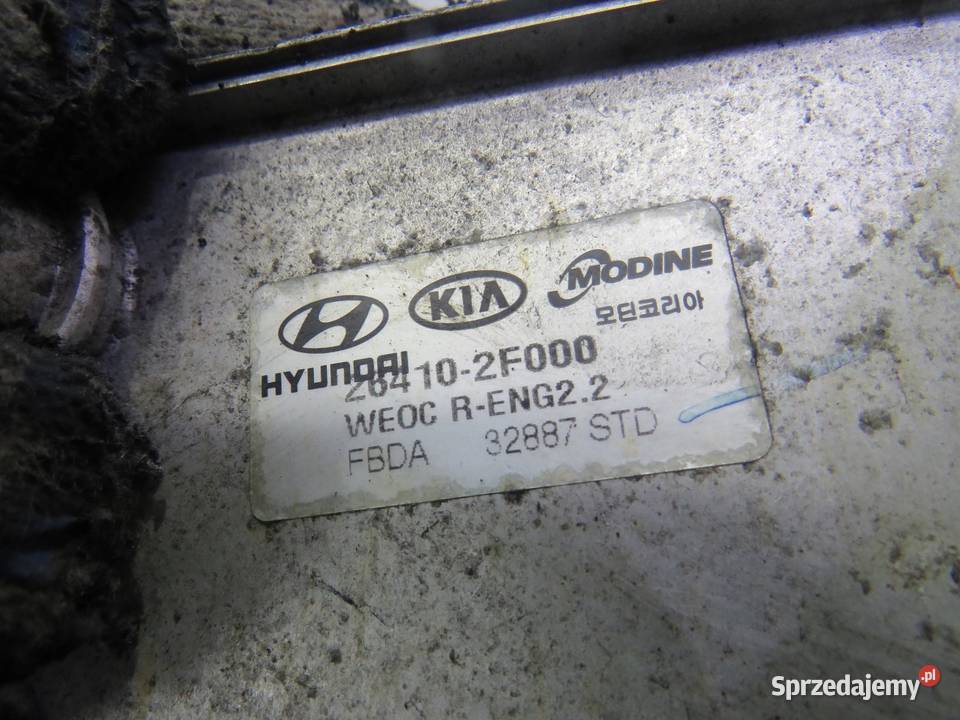 HYUNDAI KIA MODINE
모딘코리아
26410-2F000
WEOC R-ENG2.2
FBDA 32887 STD
Sprzedajemy.pl